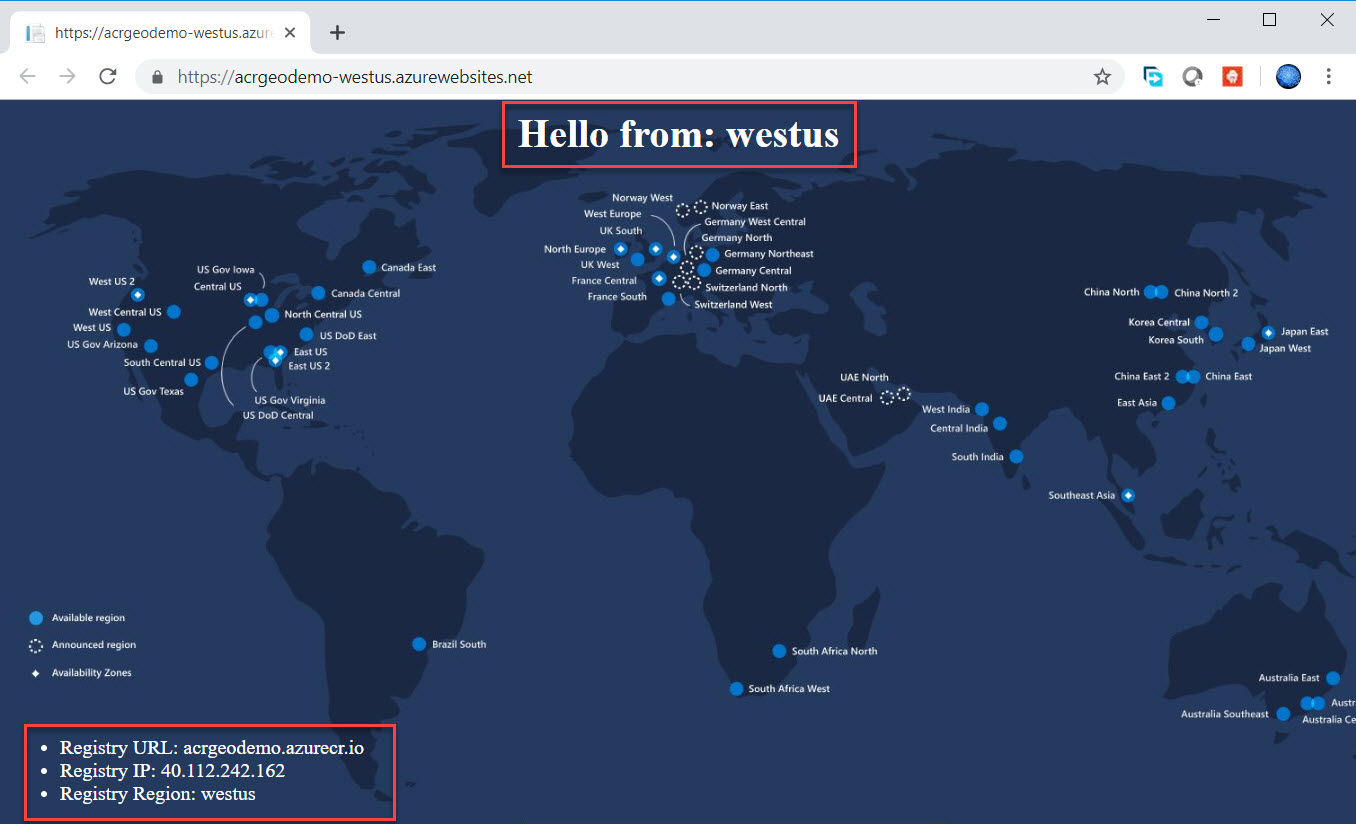 https://acrgeodemo-westus.azur
https://acrgeodemo-westus.azurewebsites.net
Hello from: westus
Norway West
Norway East
West Europe
Germany West Central
UK South
Germany North
North Europe
Germany Northeast
UK West
Germany Central
France Central
Switzerland North
France South
Switzerland West
US Gov Iowa
Canada East
West US 2
Central US
Canada Central
West Central US
North Central US
West US
US DoD East
US Gov Arizona
East US
South Central US
East US 2
US Gov Texas
US Gov Virginia
US DoD Central
China North
China North 2
Korea Central
Japan East
Korea South
Japan West
UAE North
China East 2
China East
UAE Central
East Asia
West India
Central India
South India
Southeast Asia
Available region
Announced region
Availability Zones
Brazil South
South Africa North
South Africa West
Australia East
Austr
Australia Southeast
Australia Ce
Registry URL: acrgeodemo.azurecr.io
Registry IP: 40.112.242.162
Registry Region: westus